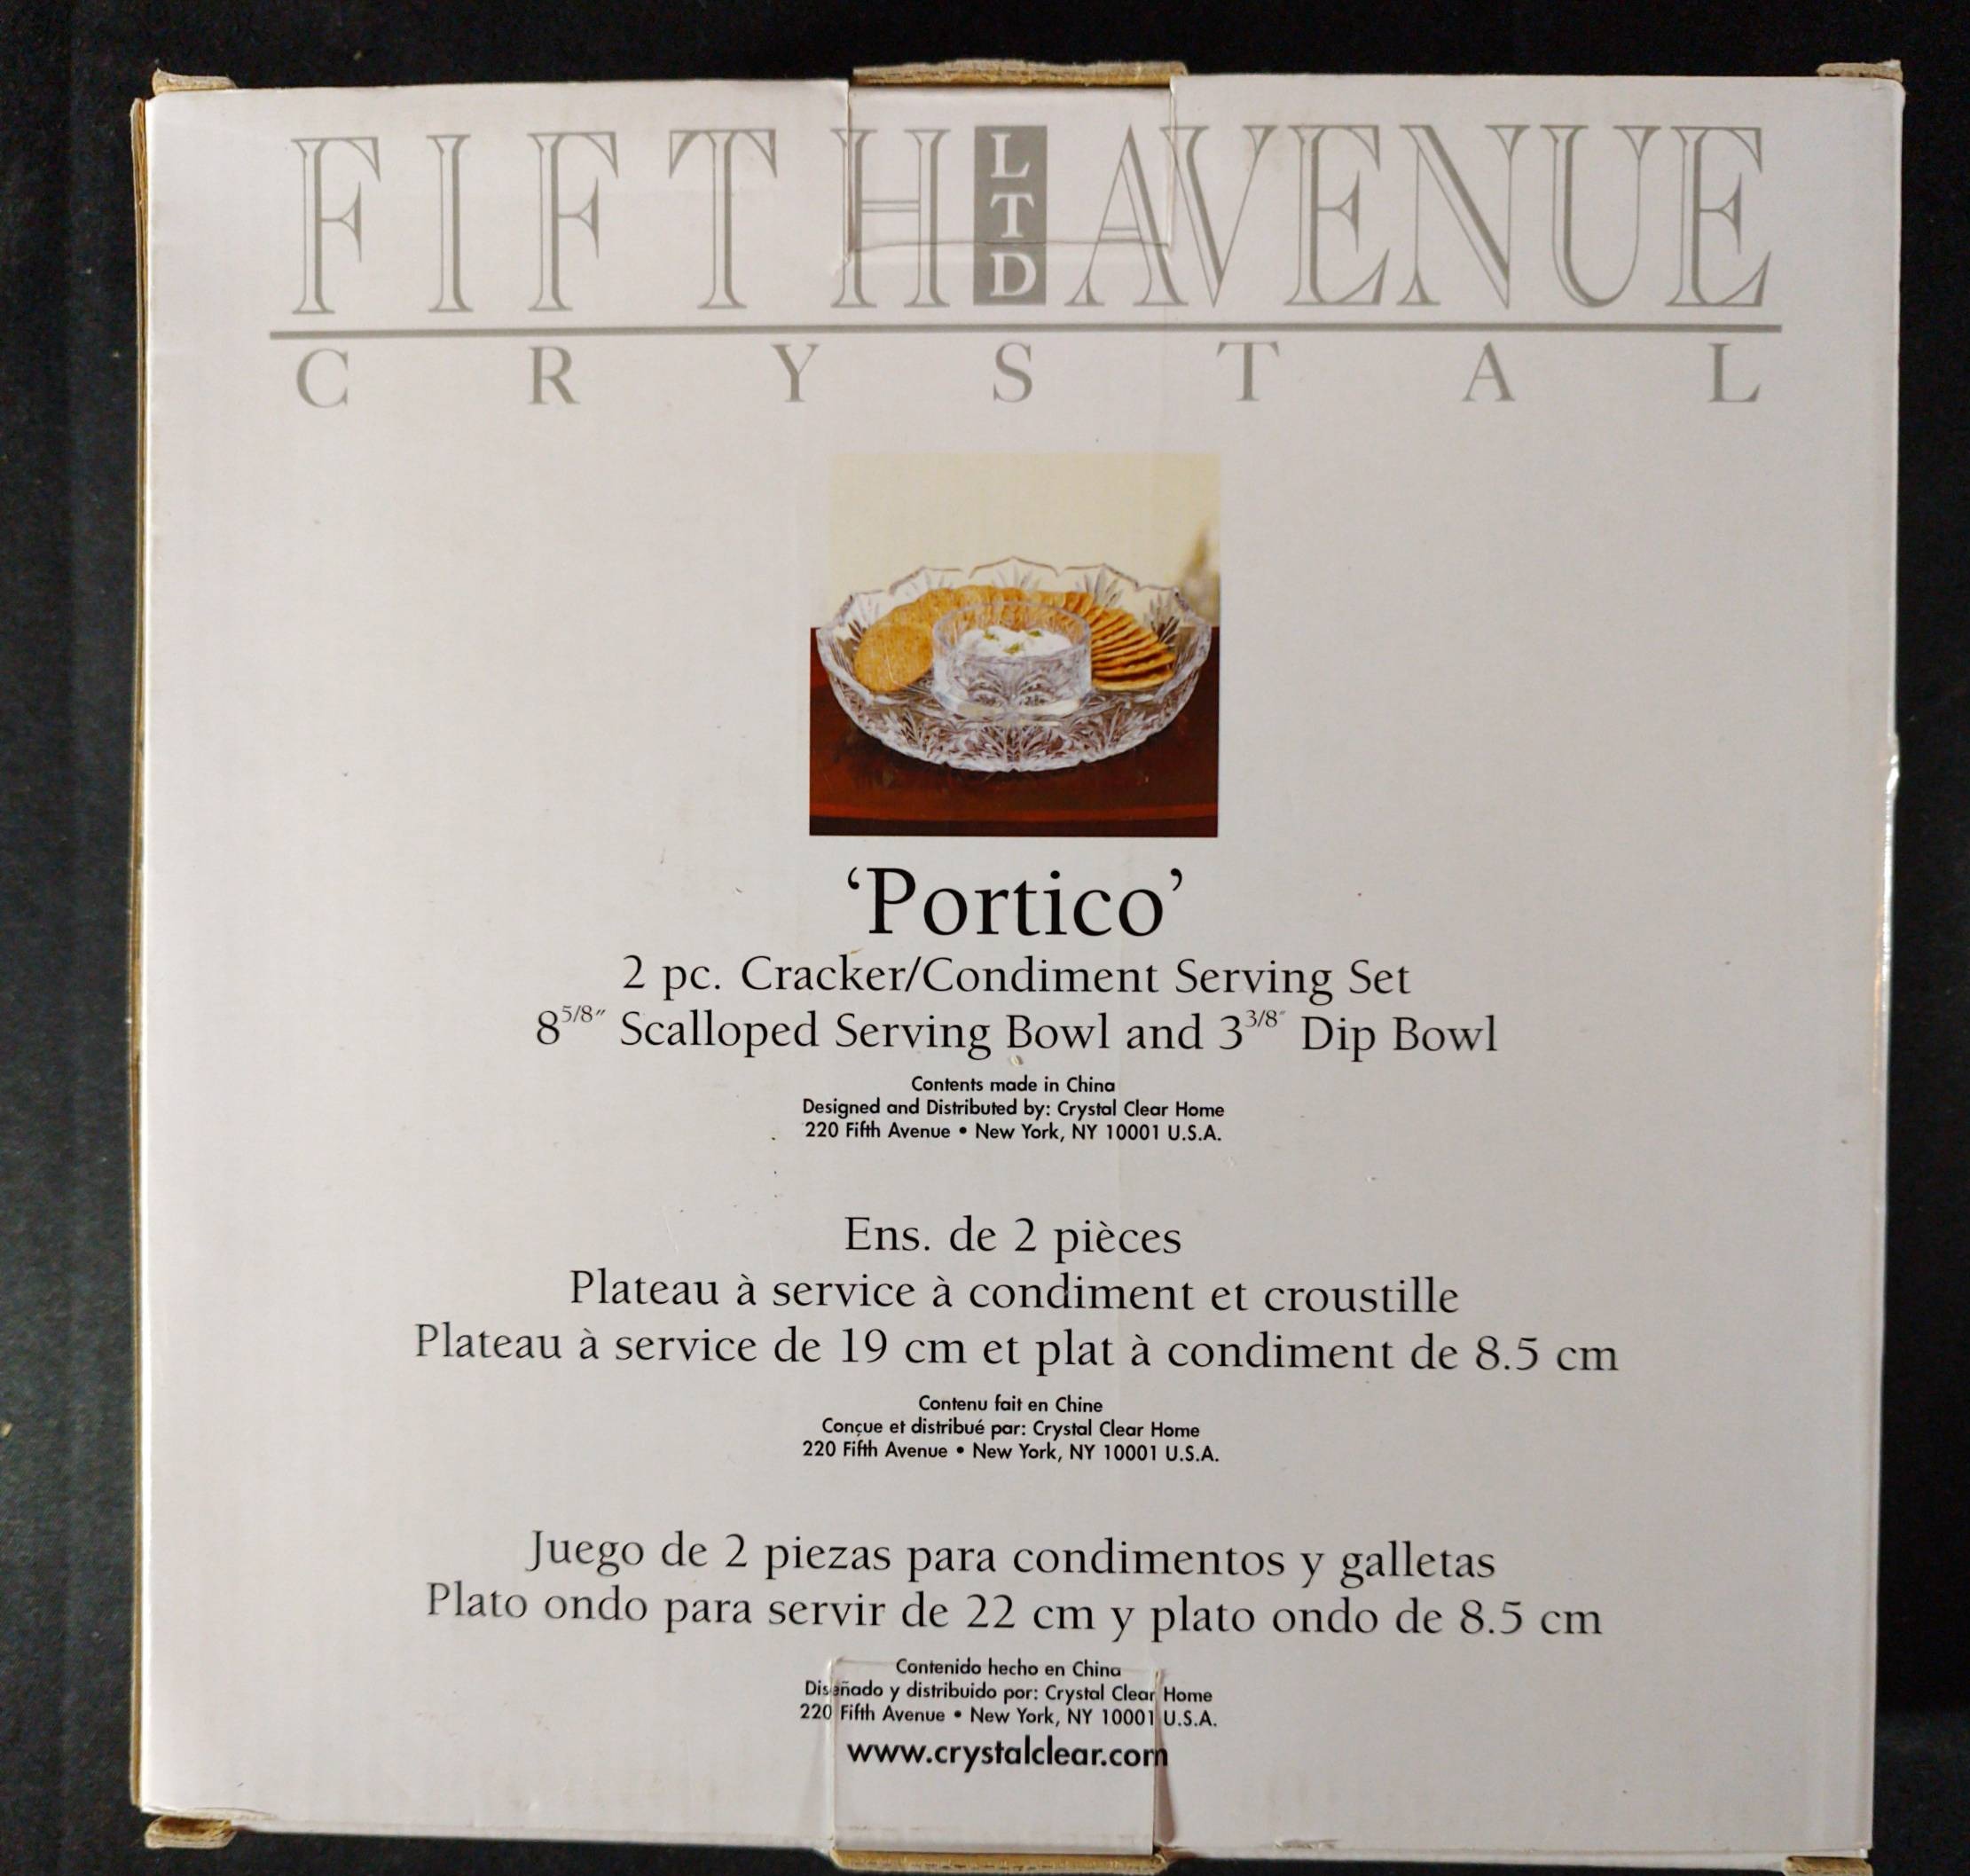 FIFTH LTD AVENUE
CRYSTAL
‘Portico’
2 pc. Cracker/Condiment Serving Set
8 5/8″ Scalloped Serving Bowl and 3 3/8″ Dip Bowl
Contents made in China
Designed and Distributed by: Crystal Clear Home
220 Fifth Avenue • New York, NY 10001 U.S.A.
Ens. de 2 pièces
Plateau à service à condiment et croustille
Plateau à service de 19 cm et plat à condiment de 8.5 cm
Contenu fait en Chine
Conçue et distribué par: Crystal Clear Home
220 Fifth Avenue • New York, NY 10001 U.S.A.
Juego de 2 piezas para condimentos y galletas
Plato ondo para servir de 22 cm y plato ondo de 8.5 cm
Contenido hecho en China
Diseñado y distribuido por: Crystal Clear Home
220 Fifth Avenue • New York, NY 10001 U.S.A.
www.crystalclear.com